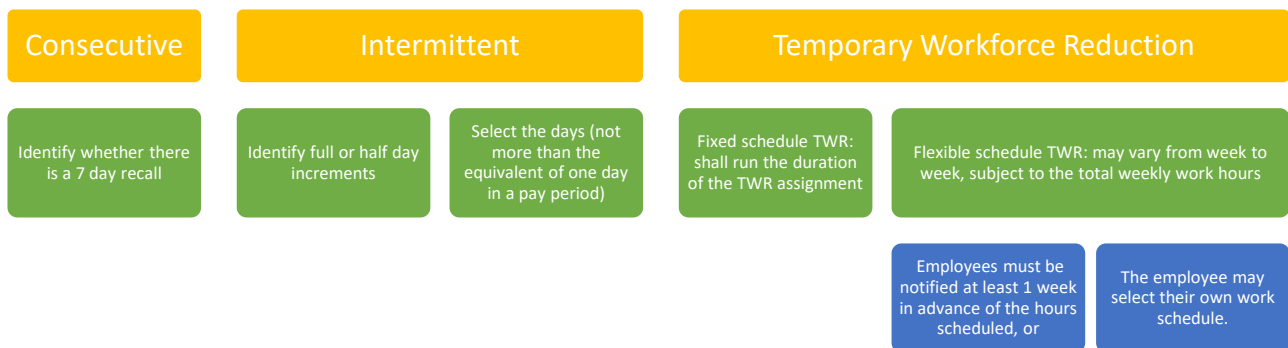 Consecutive
Intermittent
Temporary Workforce Reduction
Identify whether there
is a 7 day recall
Identify full or half day
increments
Select the days (not
more than the
equivalent of one day
in a pay period)
Fixed schedule TWR:
shall run the duration
of the TWR assignment
Flexible schedule TWR: may vary from week to
week, subject to the total weekly work hours
Employees must be
notified at least 1 week
in advance of the hours
scheduled, or
The employee may
select their own work
schedule.